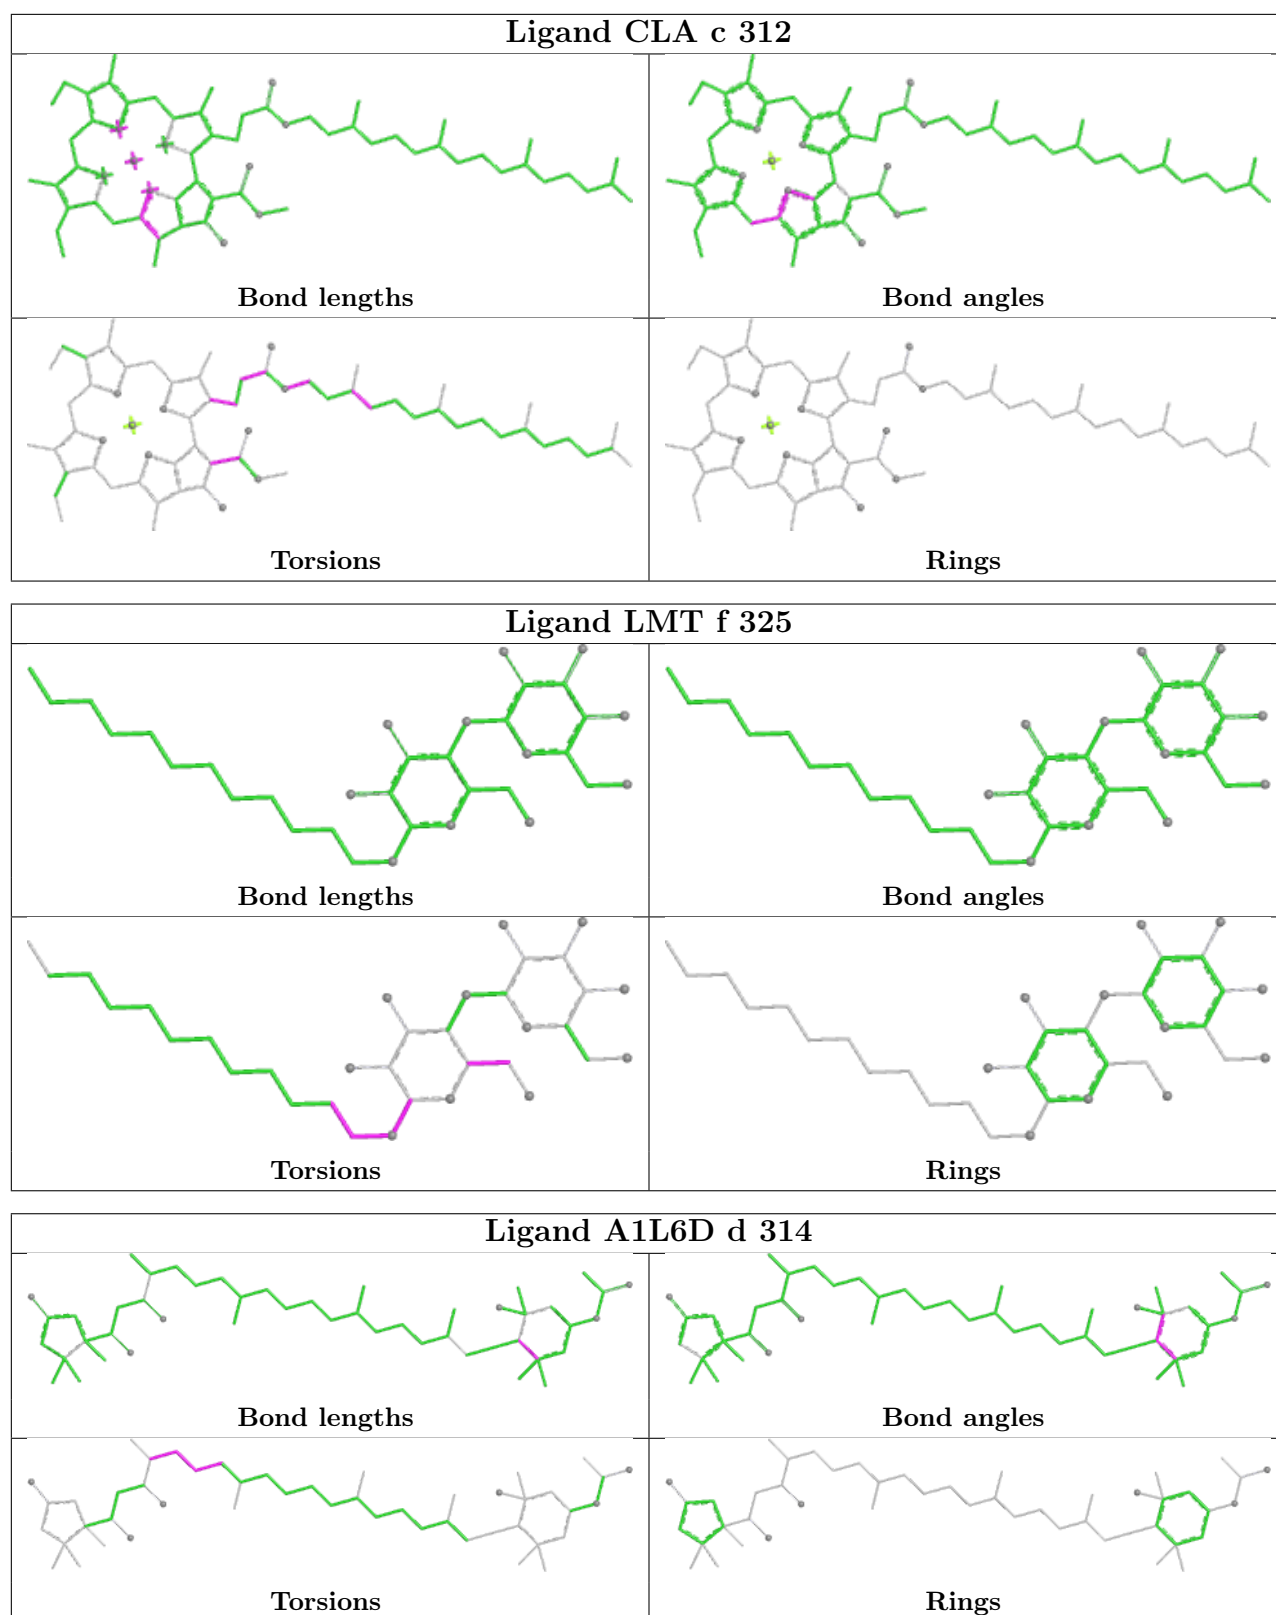 Ligand CLA c 312
Bond lengths
Bond angles
Torsions
Rings
Ligand LMT f 325
Bond lengths
Bond angles
Torsions
Rings
Ligand A1L6D d 314
Bond lengths
Bond angles
Torsions
Rings